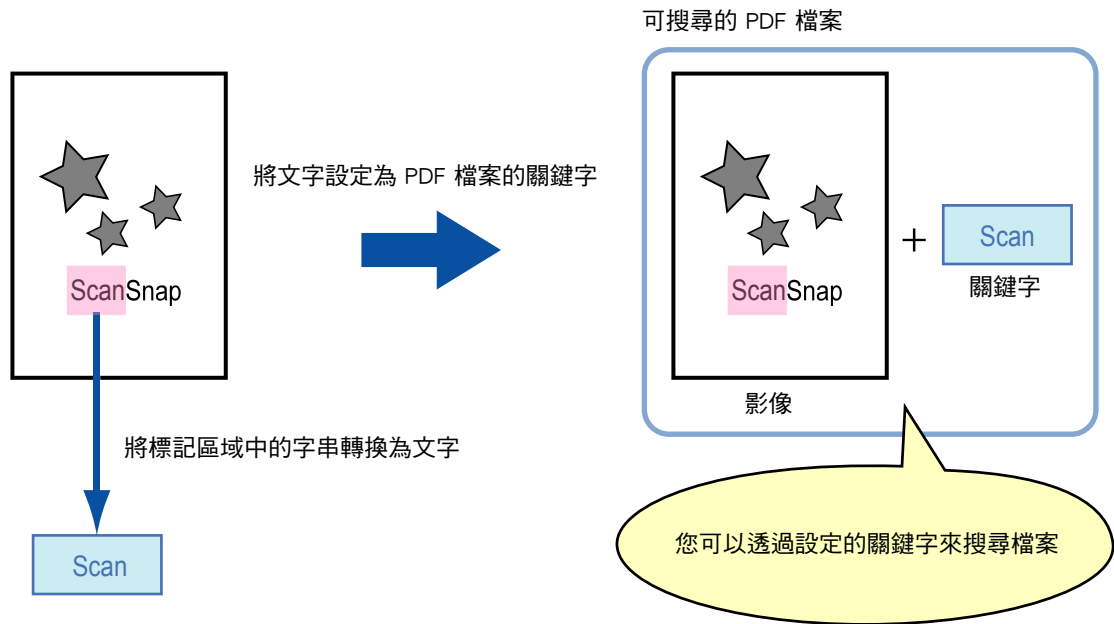 可搜尋的 PDF 檔案
將文字設定為 PDF 檔案的關鍵字
ScanSnap
將標記區域中的字串轉換為文字
Scan
ScanSnap
影像
+
Scan
關鍵字
您可以透過設定的關鍵字來搜尋檔案